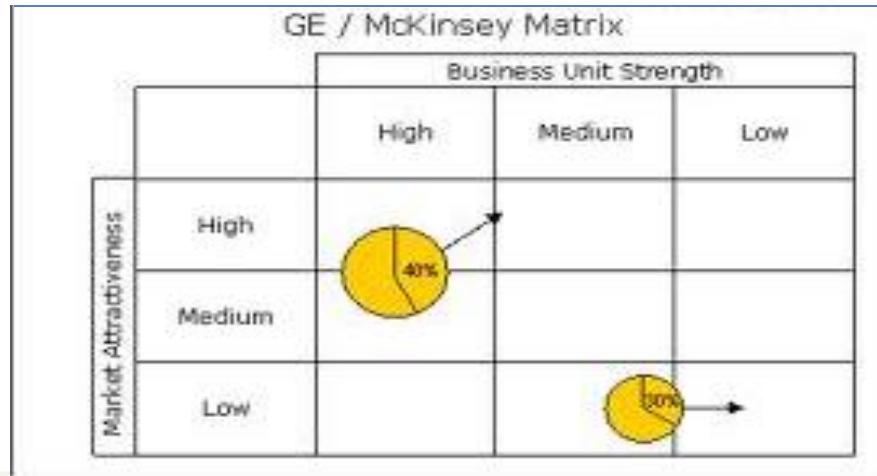 GE / McKinsey Matrix
Business Unit Strength
High Medium Low
Market Attractiveness
High
40%
Medium
Low
30%